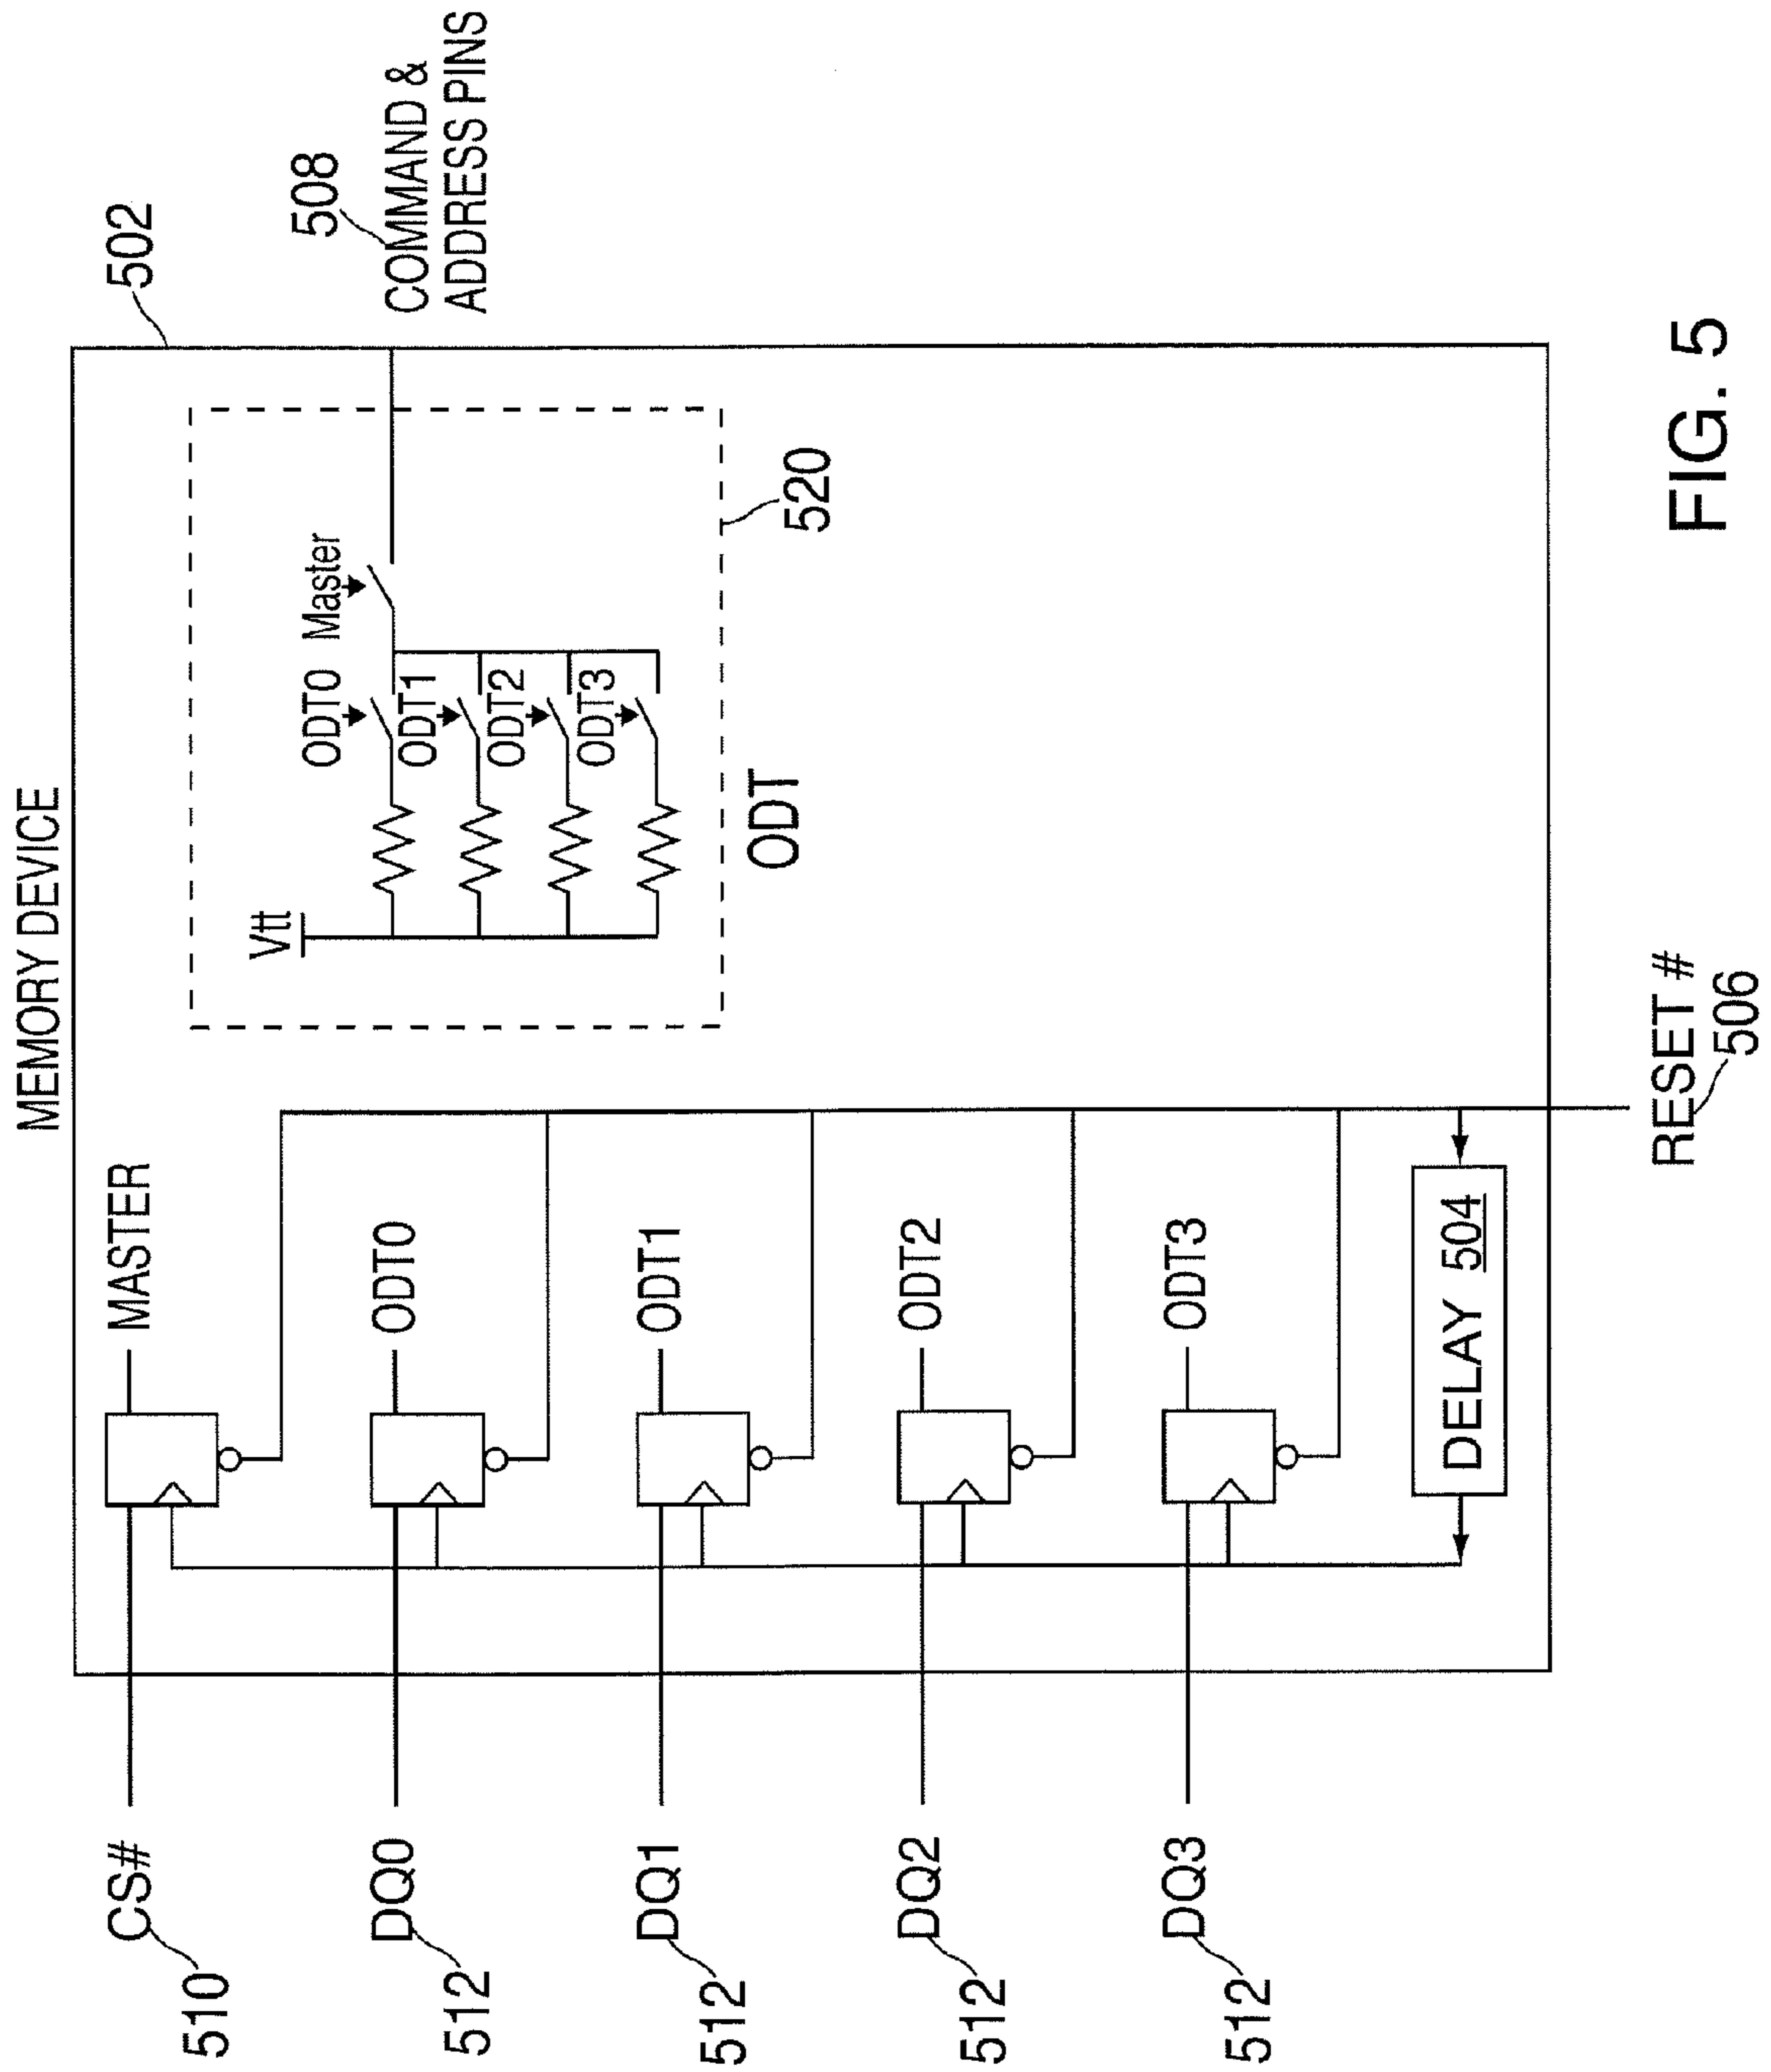 MEMORY DEVICE
502
508
COMMAND &
ADDRESS PINS
CS#
510
MASTER
Vtt
ODT0
Master
ODT1
ODT2
ODT3
DQ0
512
ODT0
DQ1
512
ODT1
ODT
520
DQ2
512
ODT2
DQ3
512
ODT3
DELAY 504
RESET #
506
FIG. 5